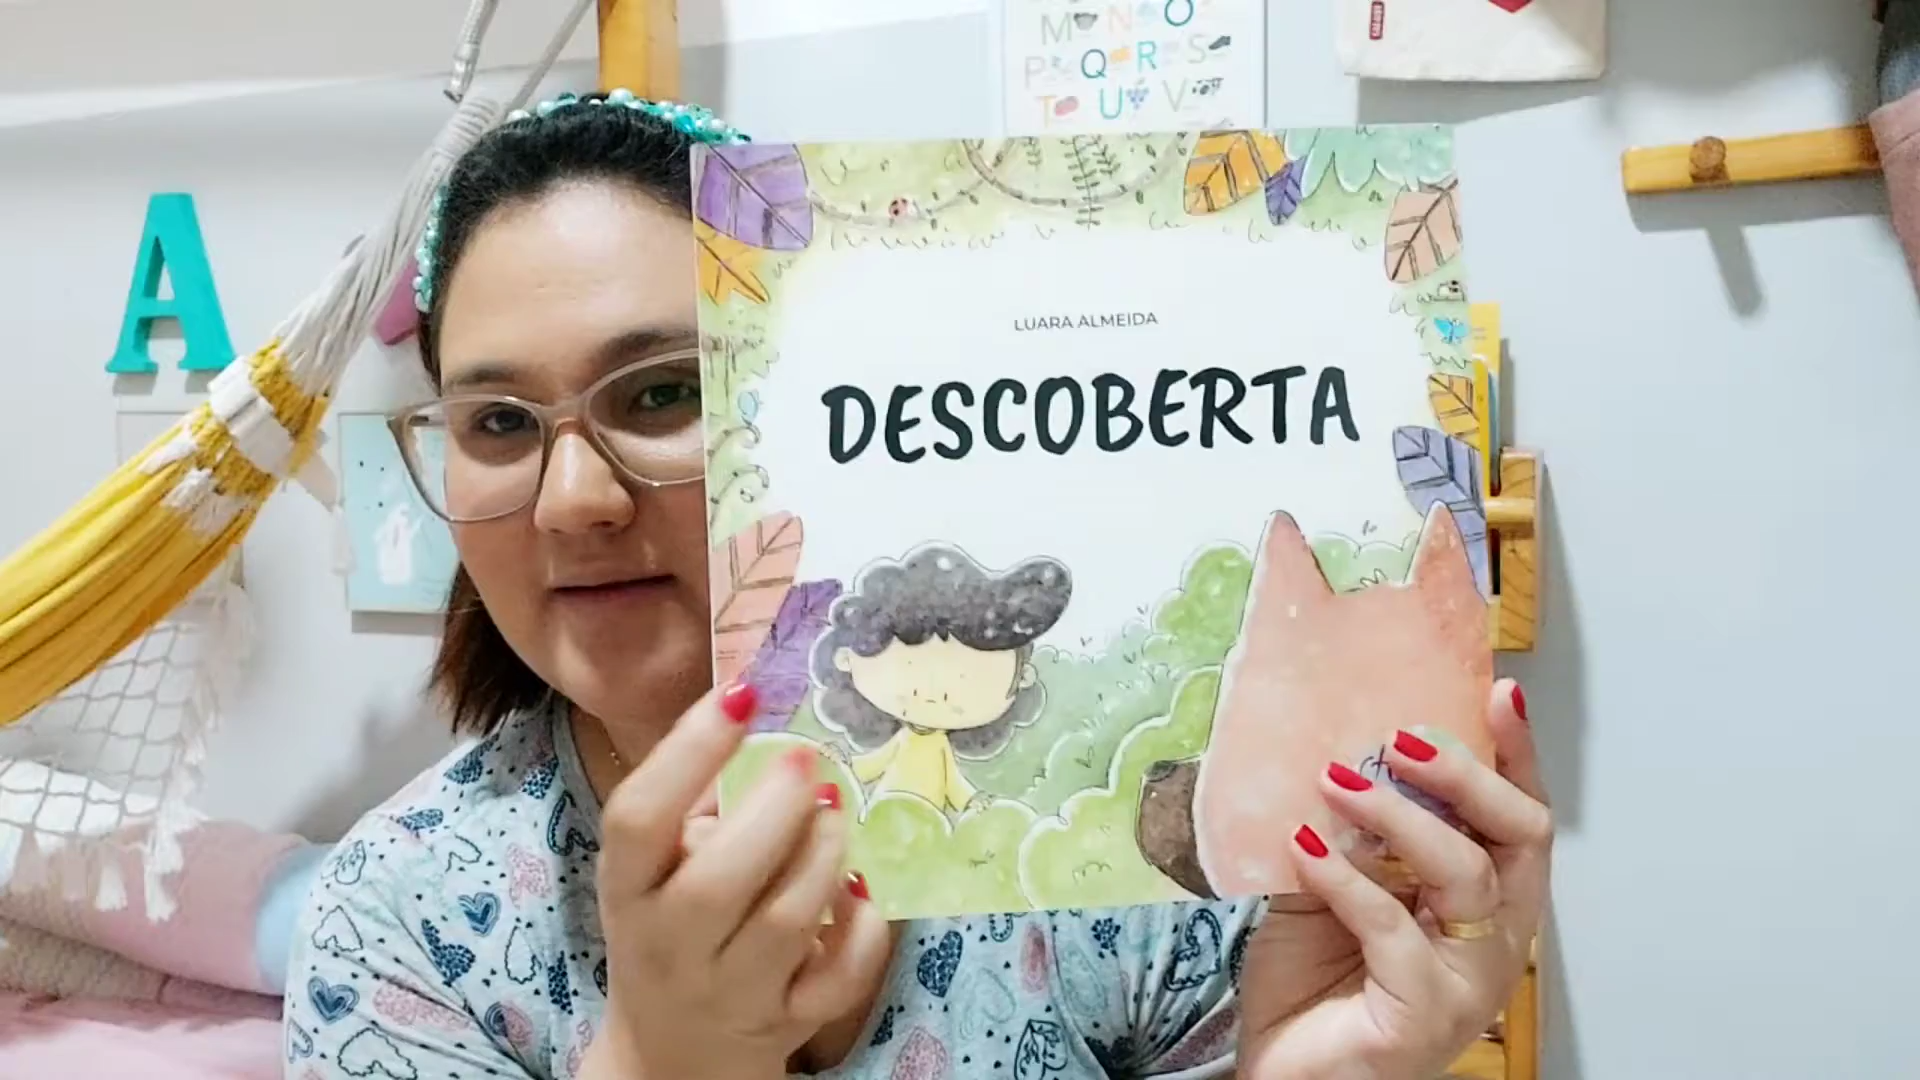 A
M N O
P Q R S
T U V
LUARA ALMEIDA
DESCOBERTA